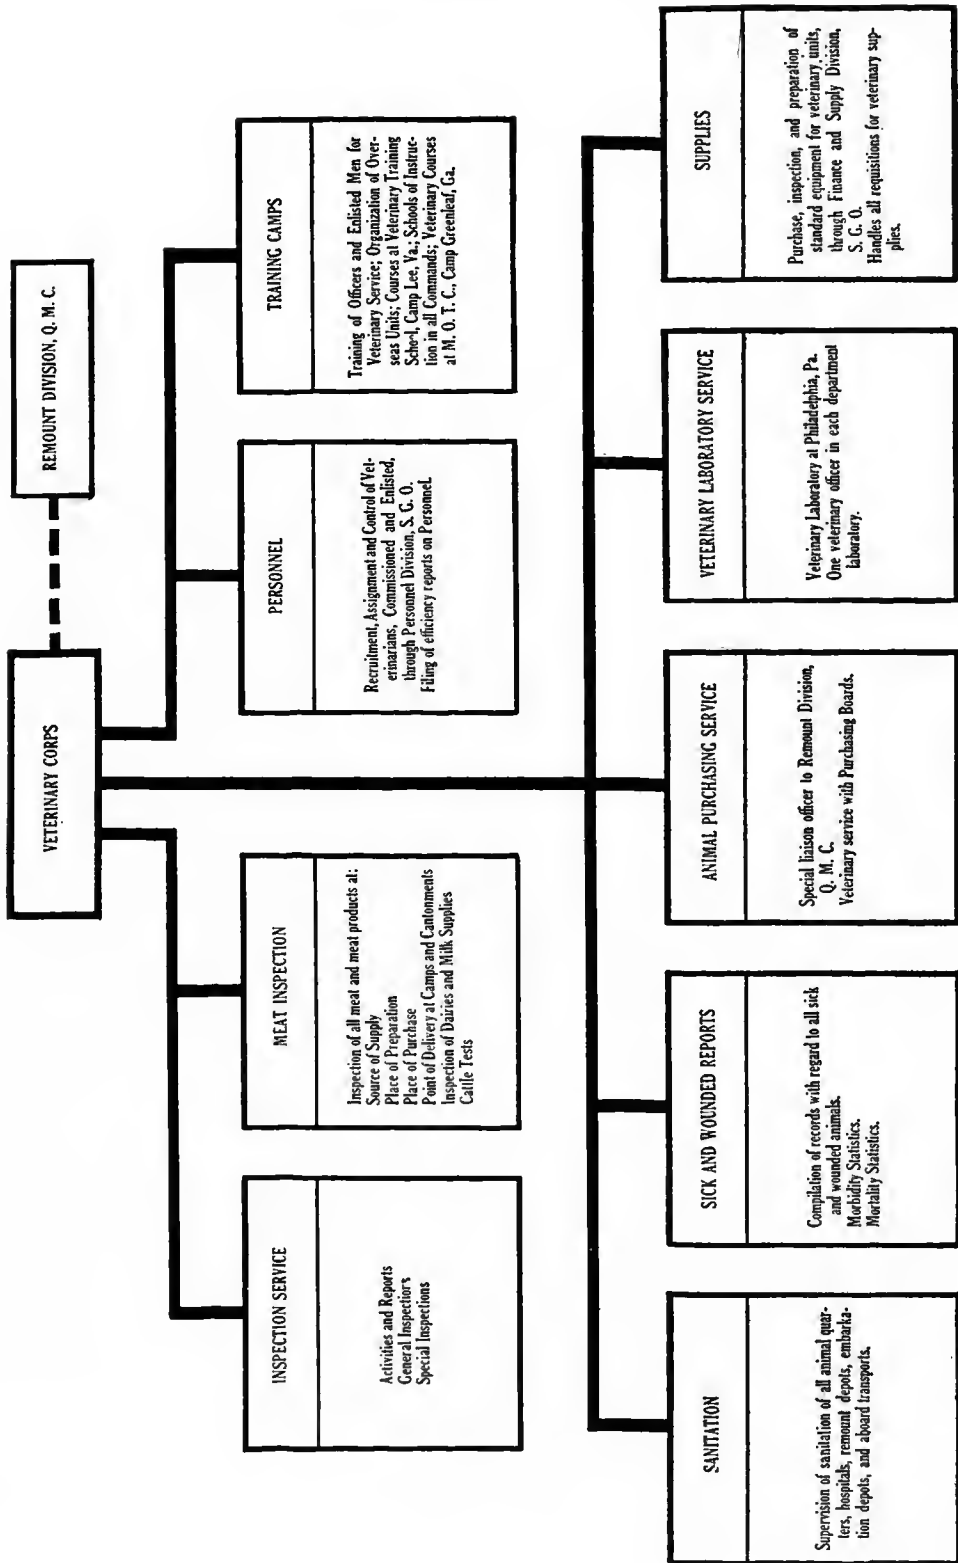 VETERINARY CORPS
REMOUNT DIVISION, Q. M. C.
INSPECTION SERVICE
Activities and Reports
General Inspections
Special Inspections
MEAT INSPECTION
Inspection of all meat and meat products at:
Source of Supply
Place of Preparation
Place of Purchase
Point of Delivery at Camps and Cantonments
Inspection of Dairies and Milk Supplies
Cattle Tests
PERSONNEL
Recruitment, Assignment and Control of Vet-
erinarians, Commissioned and Enlisted,
through Personnel Division, S. G. O.
Filing of efficiency reports on Personnel.
TRAINING CAMPS
Training of Officers and Enlisted Men for
Veterinary Service; Organization of Over-
seas Units; Courses at Veterinary Training
School, Camp Lee, Va.; Schools of Instruc-
tion in all Commands; Veterinary Courses
at M. O. T. C., Camp Greenleaf, Ga.
SANITATION
Supervision of sanitation of all animal quar-
ters, hospitals, remount depots, embarka-
tion depots, and aboard transports.
SICK AND WOUNDED REPORTS
Compilation of records with regard to all sick
and wounded animals.
Morbidity Statistics.
Mortality Statistics.
ANIMAL PURCHASING SERVICE
Special liaison officer to Remount Division,
Q. M. C.
Veterinary service with Purchasing Boards.
VETERINARY LABORATORY SERVICE
Veterinary Laboratory at Philadelphia, Pa.
One veterinary officer in each department
laboratory.
SUPPLIES
Purchase, inspection, and preparation of
standard equipment for veterinary units,
through Finance and Supply Division,
S. G. O.
Handles all requisitions for veterinary sup-
plies.